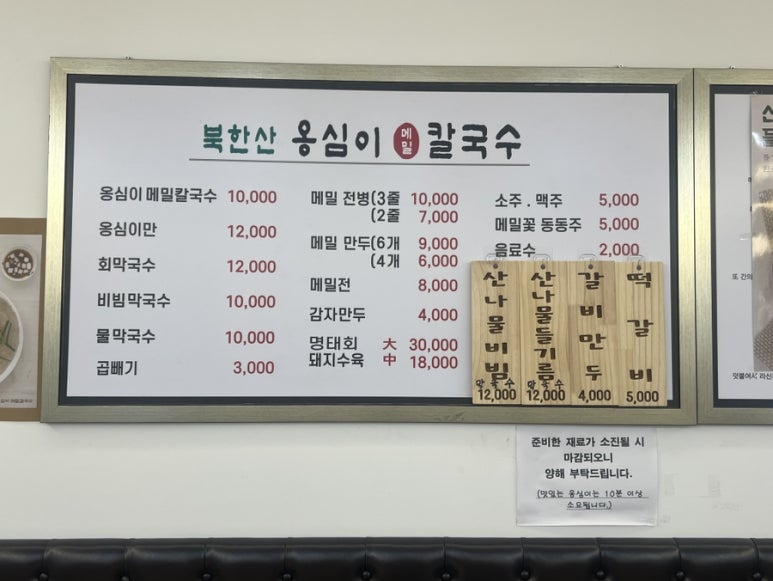 북한산 옹심이 메밀 칼국수
옹심이 메밀칼국수 10,000
옹심이만 12,000
회막국수 12,000
비빔막국수 10,000
물막국수 10,000
곱빼기 3,000
메밀 전병(3줄 10,000
(2줄 7,000
메밀 만두(6개 9,000
(4개 6,000
메밀전 8,000
감자만두 4,000
명태회 大 30,000
돼지수육 中 18,000
소주 . 맥주 5,000
메밀꽃 동동주 5,000
음료수 2,000
산나물비빔 막국수 12,000
산나물들기름 막국수 12,000
갈비만두 4,000
떡갈비 5,000
준비한 재료가 소진될 시
마감되오니
양해 부탁드립니다.
(맛있는 옹심이는 10분 이상
소요됩니다.)
또 간의